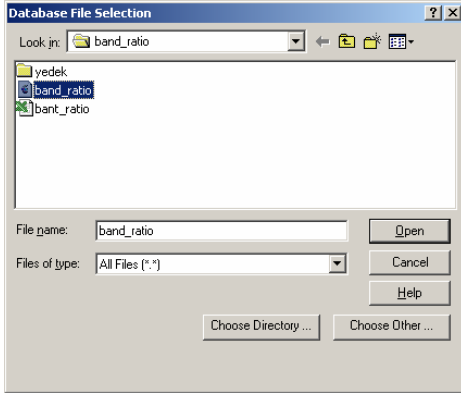 Database File Selection
Look in: band_ratio
yedek
band_ratio
bant_ratio
File name: band_ratio Open
Files of type: All Files (*.*) Cancel
Help
Choose Directory ... Choose Other ...